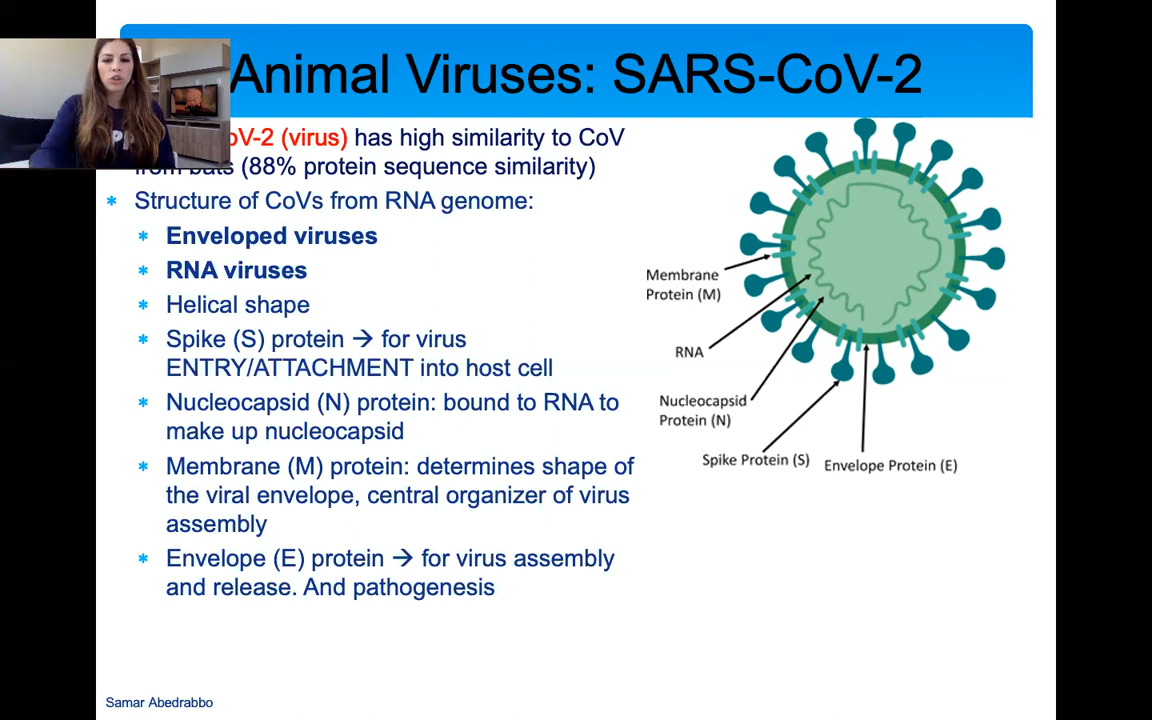 Animal Viruses: SARS-CoV-2
oV-2 (virus) has high similarity to CoV
from bats (88% protein sequence similarity)
* Structure of CoVs from RNA genome:
* Enveloped viruses
* RNA viruses
* Helical shape
* Spike (S) protein → for virus
ENTRY/ATTACHMENT into host cell
* Nucleocapsid (N) protein: bound to RNA to
make up nucleocapsid
* Membrane (M) protein: determines shape of
the viral envelope, central organizer of virus
assembly
* Envelope (E) protein → for virus assembly
and release. And pathogenesis
Membrane
Protein (M)
RNA
Nucleocapsid
Protein (N)
Spike Protein (S)
Envelope Protein (E)
Samar Abedrabbo